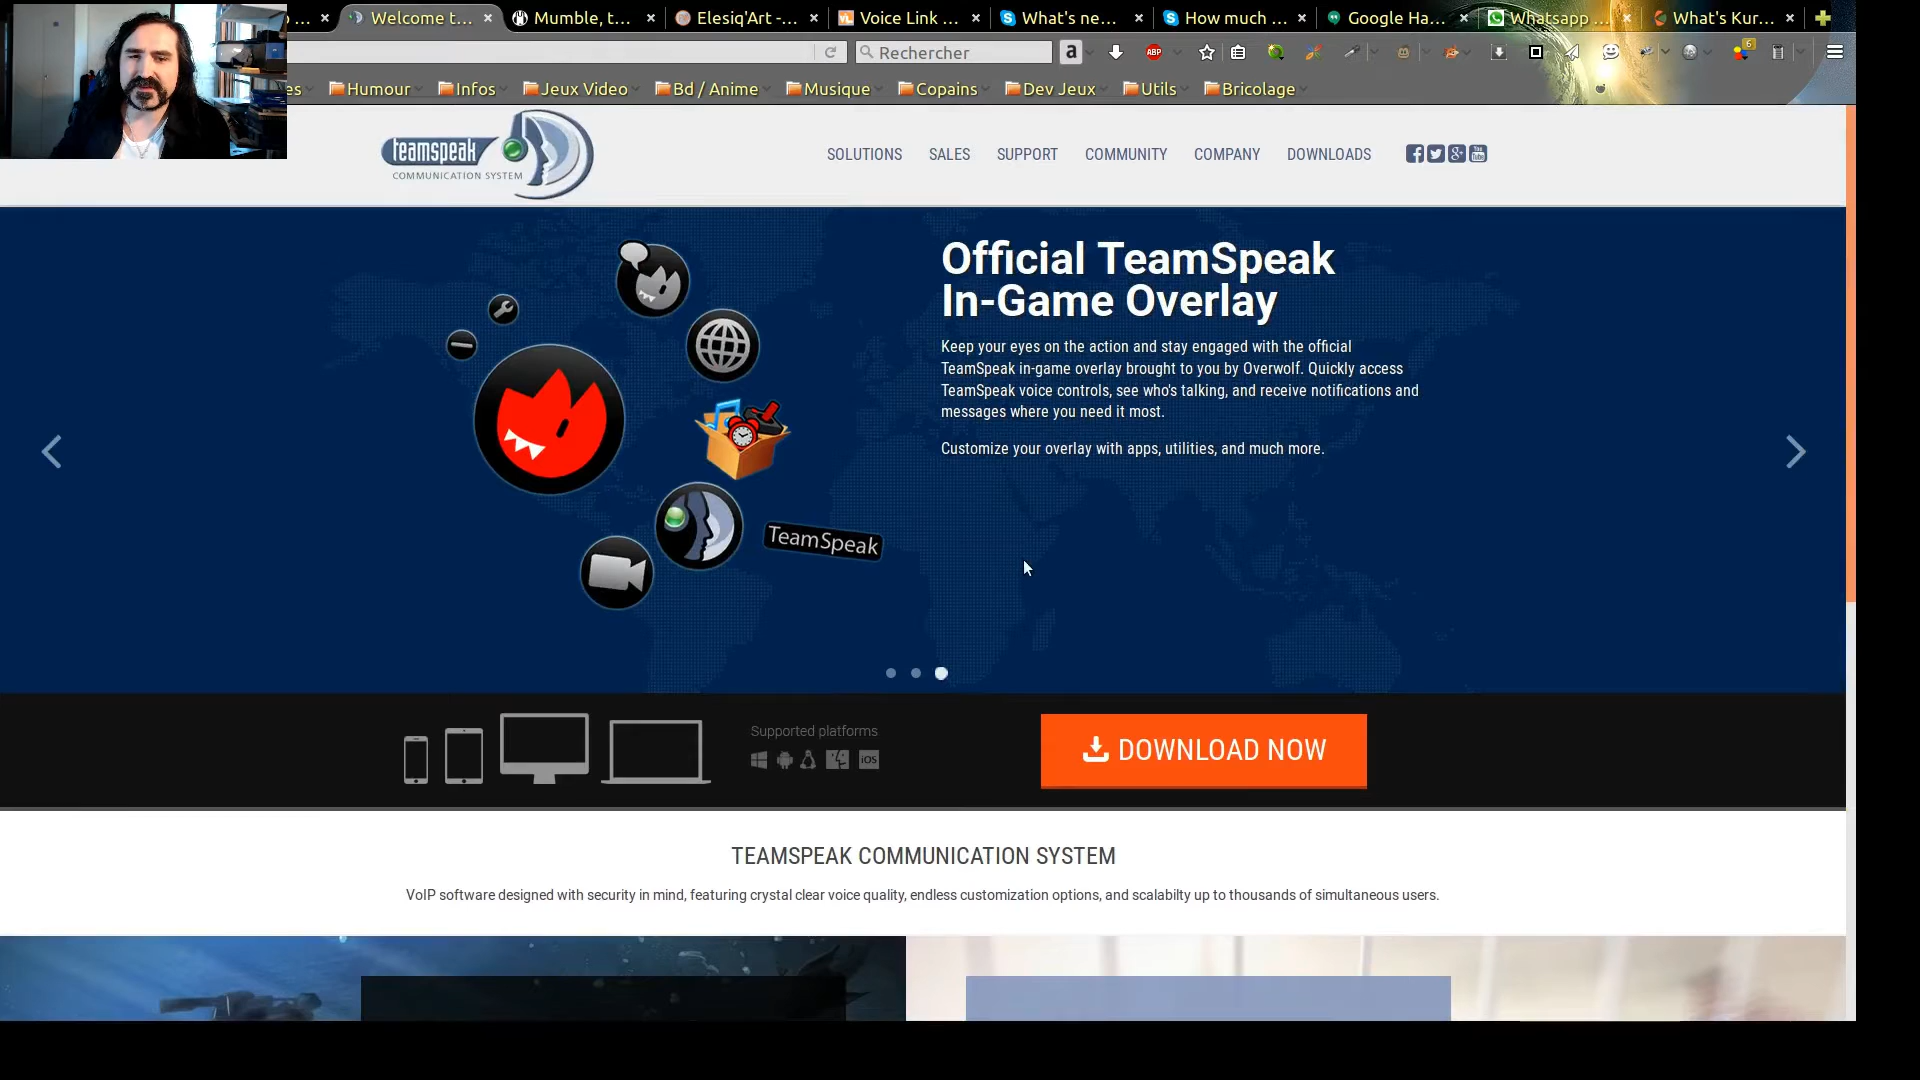 Welcome t...
Mumble, t...
Elesiq'Art -...
Voice Link ...
What's ne...
How much ...
Google Ha...
Whatsapp ...
What's Kur...
Rechercher
a
ABP
6
es
Humour
Infos
Jeux Video
Bd / Anime
Musique
Copains
Dev Jeux
Utils
Bricolage
teamspeak
COMMUNICATION SYSTEM
SOLUTIONS SALES SUPPORT COMMUNITY COMPANY DOWNLOADS
Official TeamSpeak
In-Game Overlay
Keep your eyes on the action and stay engaged with the official
TeamSpeak in-game overlay brought to you by Overwolf. Quickly access
TeamSpeak voice controls, see who's talking, and receive notifications and
messages where you need it most.
Customize your overlay with apps, utilities, and much more.
TeamSpeak
Supported platforms
iOS
DOWNLOAD NOW
TEAMSPEAK COMMUNICATION SYSTEM
VoIP software designed with security in mind, featuring crystal clear voice quality, endless customization options, and scalabilty up to thousands of simultaneous users.